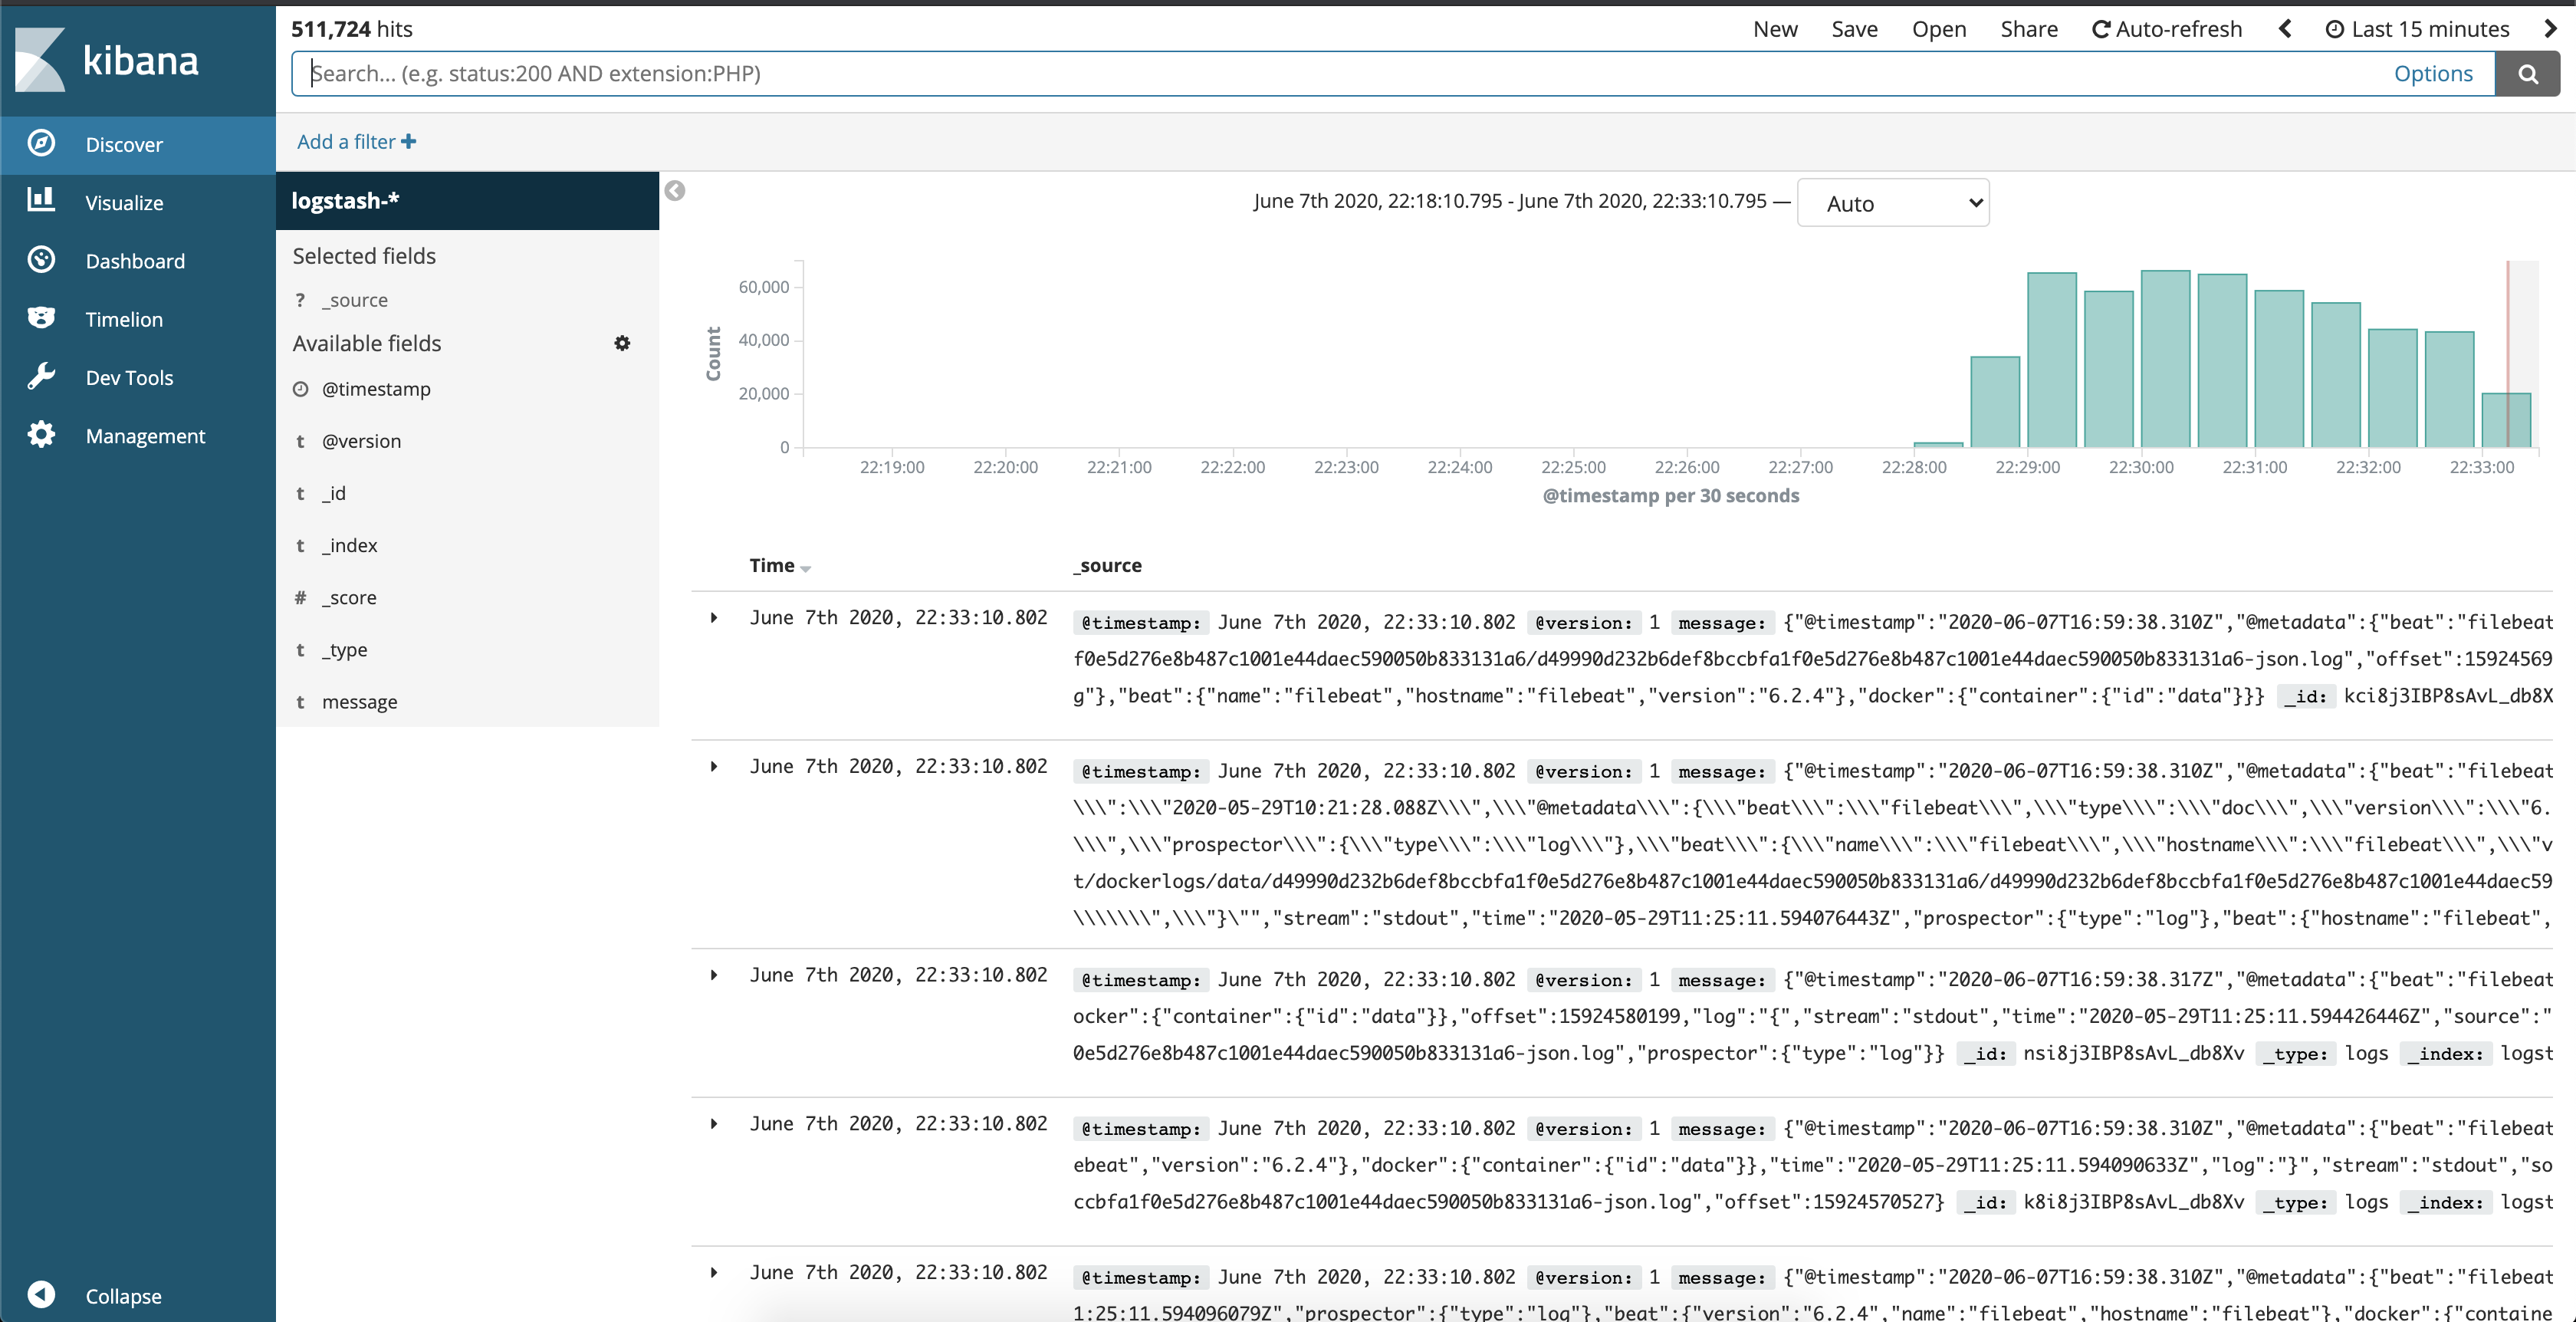 511,724 hits
New Save Open Share Auto-refresh Last 15 minutes
kibana
Search... (e.g. status:200 AND extension:PHP)
Options
Add a filter
Discover
Visualize
Dashboard
Timelion
Dev Tools
Management
Collapse
logstash-*
Selected fields
? _source
Available fields
@timestamp
t @version
t _id
t _index
# _score
t _type
t message
June 7th 2020, 22:18:10.795 - June 7th 2020, 22:33:10.795 — Auto
Count
60,000
40,000
20,000
0
22:19:00 22:20:00 22:21:00 22:22:00 22:23:00 22:24:00 22:25:00 22:26:00 22:27:00 22:28:00 22:29:00 22:30:00 22:31:00 22:32:00 22:33:00
@timestamp per 30 seconds
Time _source
June 7th 2020, 22:33:10.802 @timestamp: June 7th 2020, 22:33:10.802 @version: 1 message: {"@timestamp":"2020-06-07T16:59:38.310Z","@metadata":{"beat":"filebeat
f0e5d276e8b487c1001e44daec590050b833131a6/d49990d232b6def8bccbfa1f0e5d276e8b487c1001e44daec590050b833131a6-json.log","offset":15924569
g"},"beat":{"name":"filebeat","hostname":"filebeat","version":"6.2.4"},"docker":{"container":{"id":"data"}}} _id: kci8j3IBP8sAvL_db8X
June 7th 2020, 22:33:10.802 @timestamp: June 7th 2020, 22:33:10.802 @version: 1 message: {"@timestamp":"2020-06-07T16:59:38.310Z","@metadata":{"beat":"filebeat
\\\":\\\"2020-05-29T10:21:28.088Z\\\",\\\"@metadata\\\":{\\\"beat\\\":\\\"filebeat\\\",\\\"type\\\":\\\"doc\\\",\\\"version\\\":\\\"6.
\\\",\\\"prospector\\\":{\\\"type\\\":\\\"log\\\"},\\\"beat\\\":{\\\"name\\\":\\\"filebeat\\\",\\\"hostname\\\":\\\"filebeat\\\",\\\"v
t/dockerlogs/data/d49990d232b6def8bccbfa1f0e5d276e8b487c1001e44daec590050b833131a6/d49990d232b6def8bccbfa1f0e5d276e8b487c1001e44daec59
\\\\\\\",\\\"}\"","stream":"stdout","time":"2020-05-29T11:25:11.594076443Z","prospector":{"type":"log"},"beat":{"hostname":"filebeat",
June 7th 2020, 22:33:10.802 @timestamp: June 7th 2020, 22:33:10.802 @version: 1 message: {"@timestamp":"2020-06-07T16:59:38.317Z","@metadata":{"beat":"filebeat
ocker":{"container":{"id":"data"}},"offset":15924580199,"log":"{","stream":"stdout","time":"2020-05-29T11:25:11.594426446Z","source":"
0e5d276e8b487c1001e44daec590050b833131a6-json.log","prospector":{"type":"log"}} _id: nsi8j3IBP8sAvL_db8Xv _type: logs _index: logst
June 7th 2020, 22:33:10.802 @timestamp: June 7th 2020, 22:33:10.802 @version: 1 message: {"@timestamp":"2020-06-07T16:59:38.310Z","@metadata":{"beat":"filebeat
ebeat","version":"6.2.4"},"docker":{"container":{"id":"data"}},"time":"2020-05-29T11:25:11.594090633Z","log":"}","stream":"stdout","so
ccbfa1f0e5d276e8b487c1001e44daec590050b833131a6-json.log","offset":15924570527} _id: k8i8j3IBP8sAvL_db8Xv _type: logs _index: logst
June 7th 2020, 22:33:10.802 @timestamp: June 7th 2020, 22:33:10.802 @version: 1 message: {"@timestamp":"2020-06-07T16:59:38.310Z","@metadata":{"beat":"filebeat
1:25:11.594096079Z","prospector":{"type":"log"},"beat":{"version":"6.2.4","name":"filebeat","hostname":"filebeat"},"docker":{"containe